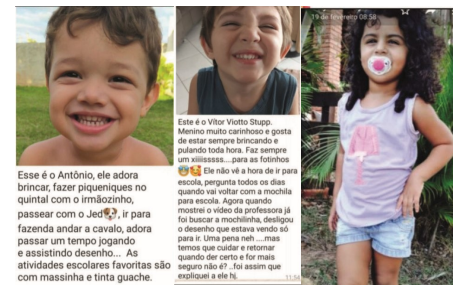 Esse é o Antônio, ele adora
brincar, fazer piqueniques no
quintal com o irmãozinho,
passear com o Jed🐶, ir para
fazenda andar a cavalo, adora
passar um tempo jogando
e assistindo desenho... As
atividades escolares favoritas são
com massinha e tinta guache.
Este é o Vítor Viotto Stupp.
Menino muito carinhoso e gosta
de estar sempre brincando e
pulando toda hora. Faz sempre
um xiiiisssss....para as fotinhos
😇🥰 Ele não vê a hora de ir para
escola, pergunta todos os dias
quando vai voltar com a mochila
para escola. Agora quando
mostrei o vídeo da professora já
foi buscar a mochilinha, desligou
o desenho que estava vendo só
para ir. Uma pena neh ....mas
temos que cuidar e retornar
quando der certo e for mais
seguro não é? ..foi assim que
expliquei a ele hj.
11:54
19 de fevereiro 08:58